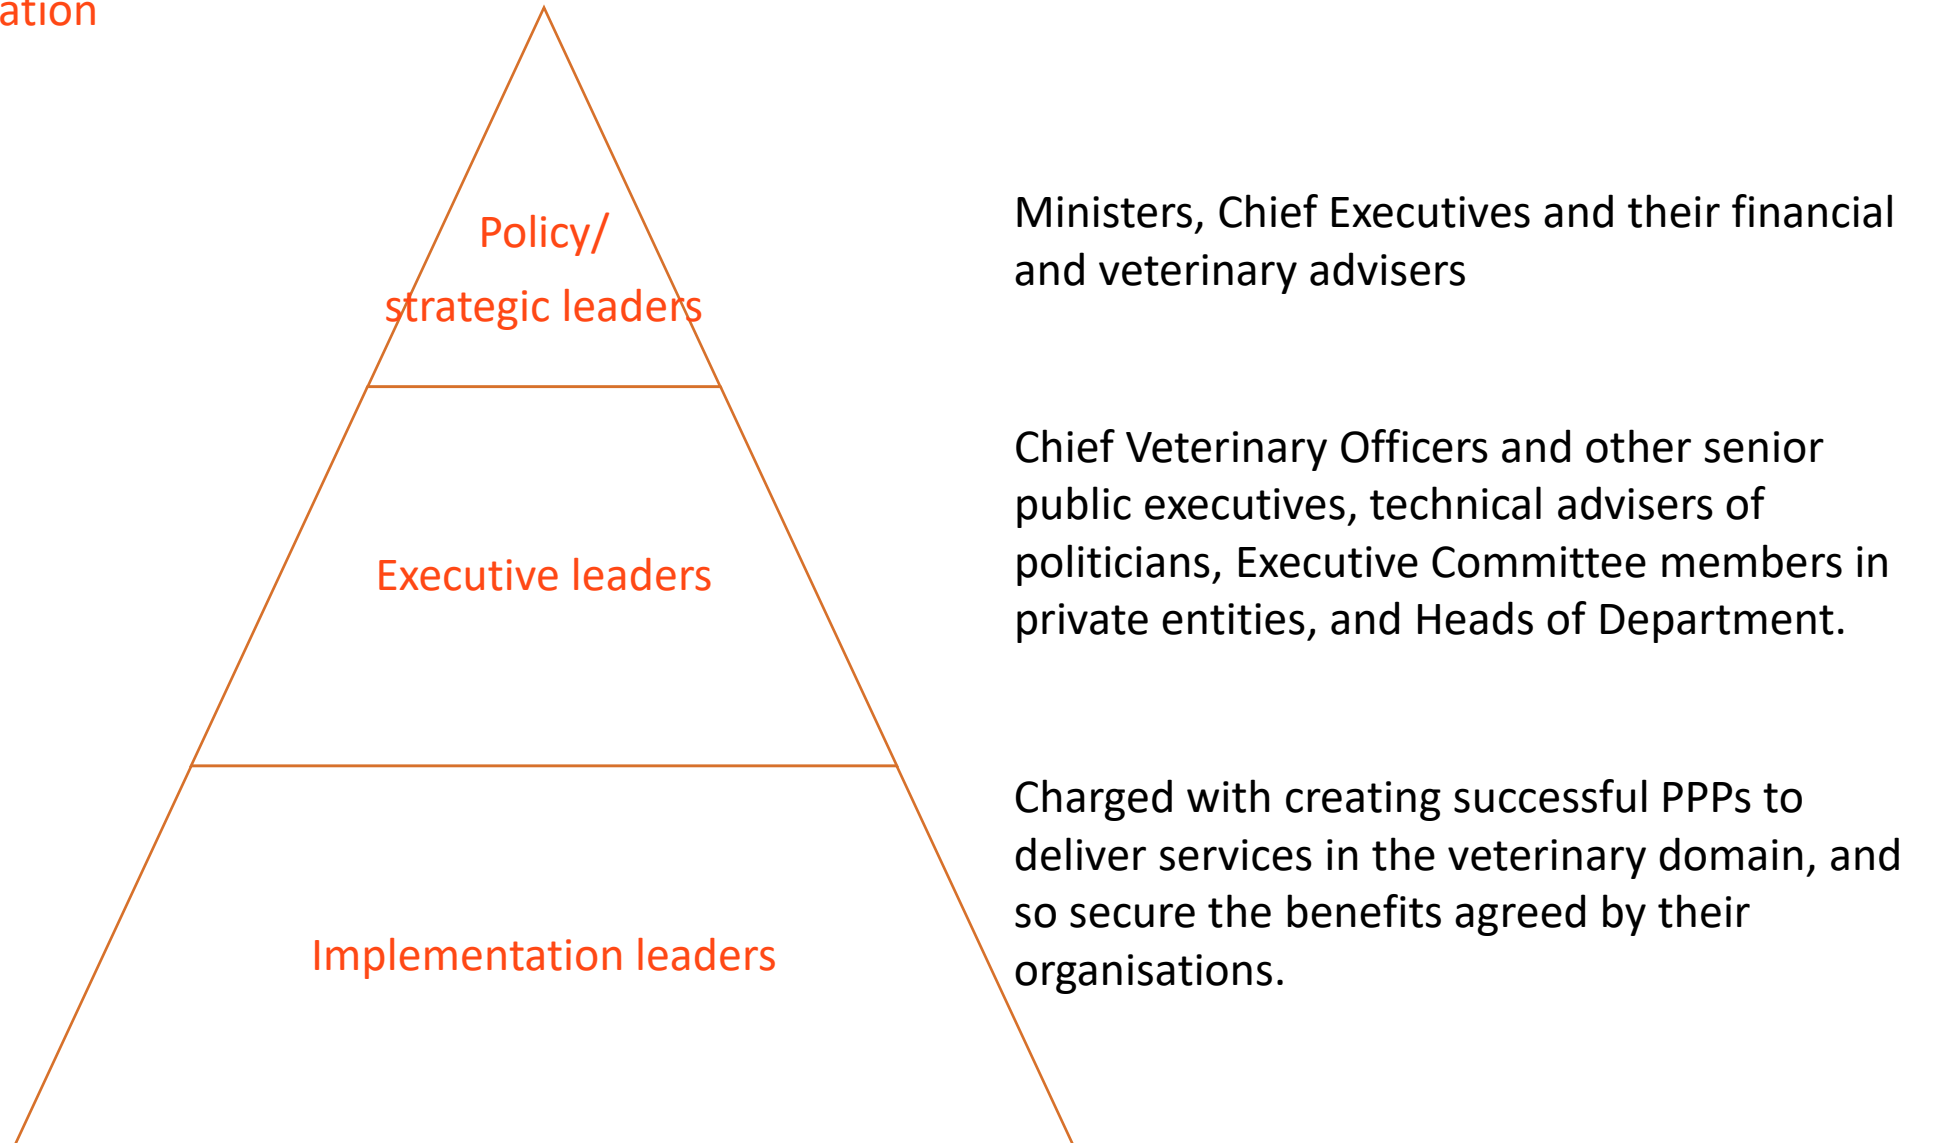 ation
Policy/
strategic leaders
Ministers, Chief Executives and their financial
and veterinary advisers
Executive leaders
Chief Veterinary Officers and other senior
public executives, technical advisers of
politicians, Executive Committee members in
private entities, and Heads of Department.
Implementation leaders
Charged with creating successful PPPs to
deliver services in the veterinary domain, and
so secure the benefits agreed by their
organisations.